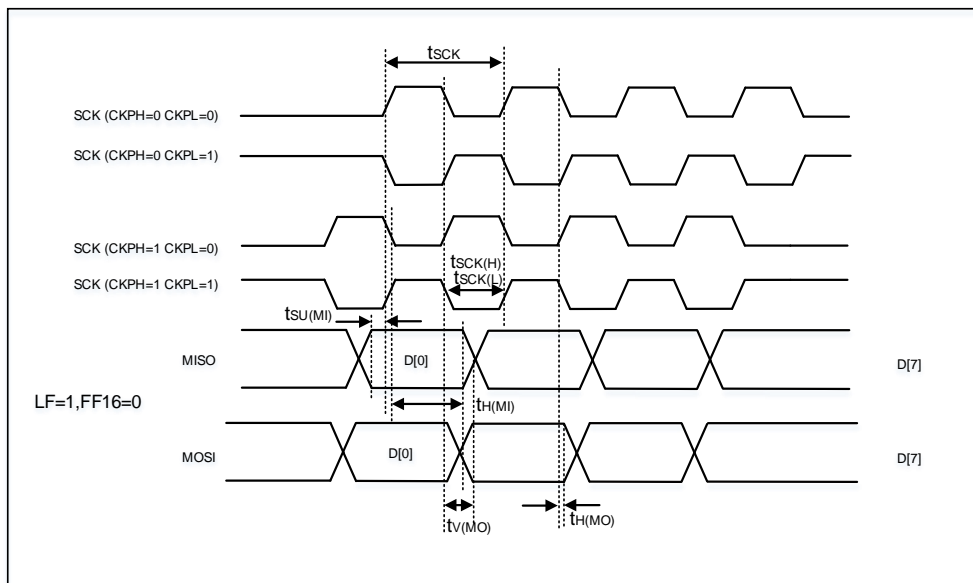 tSCK
SCK (CKPH=0 CKPL=0)
SCK (CKPH=0 CKPL=1)
SCK (CKPH=1 CKPL=0)
tSCK(H)
tSCK(L)
SCK (CKPH=1 CKPL=1)
tSU(MI)
MISO
D[0]
D[7]
LF=1,FF16=0
tH(MI)
MOSI
D[0]
D[7]
tV(MO)
tH(MO)